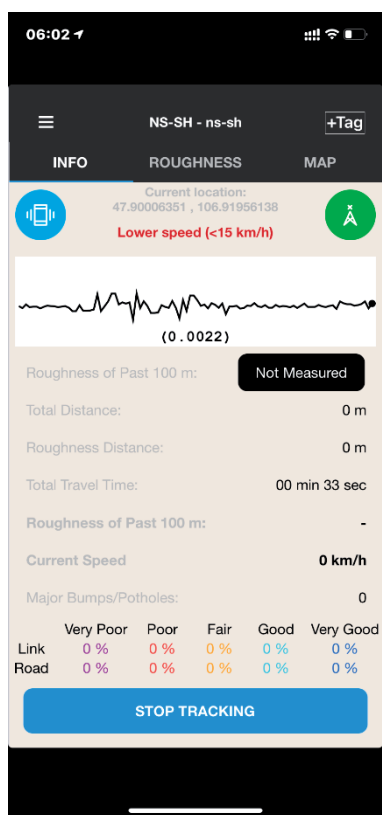 06:02
NS-SH - ns-sh
+Tag
INFO ROUGHNESS MAP
Current location:
47.90006351 , 106.91956138
Lower speed (<15 km/h)
(0.0022)
Roughness of Past 100 m: Not Measured
Total Distance: 0 m
Roughness Distance: 0 m
Total Travel Time: 00 min 33 sec
Roughness of Past 100 m: -
Current Speed 0 km/h
Major Bumps/Potholes: 0
Very Poor Poor Fair Good Very Good
Link 0 % 0 % 0 % 0 % 0 %
Road 0 % 0 % 0 % 0 % 0 %
STOP TRACKING